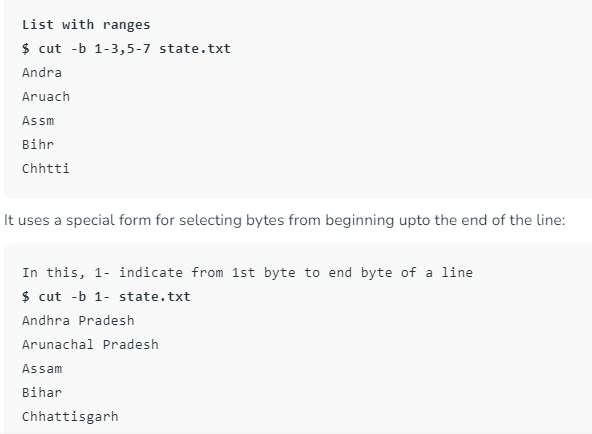 List with ranges
$ cut -b 1-3,5-7 state.txt
Andra
Aruach
Assm
Bihr
Chhtti
It uses a special form for selecting bytes from beginning upto the end of the line:
In this, 1- indicate from 1st byte to end byte of a line
$ cut -b 1- state.txt
Andhra Pradesh
Arunachal Pradesh
Assam
Bihar
Chhattisgarh